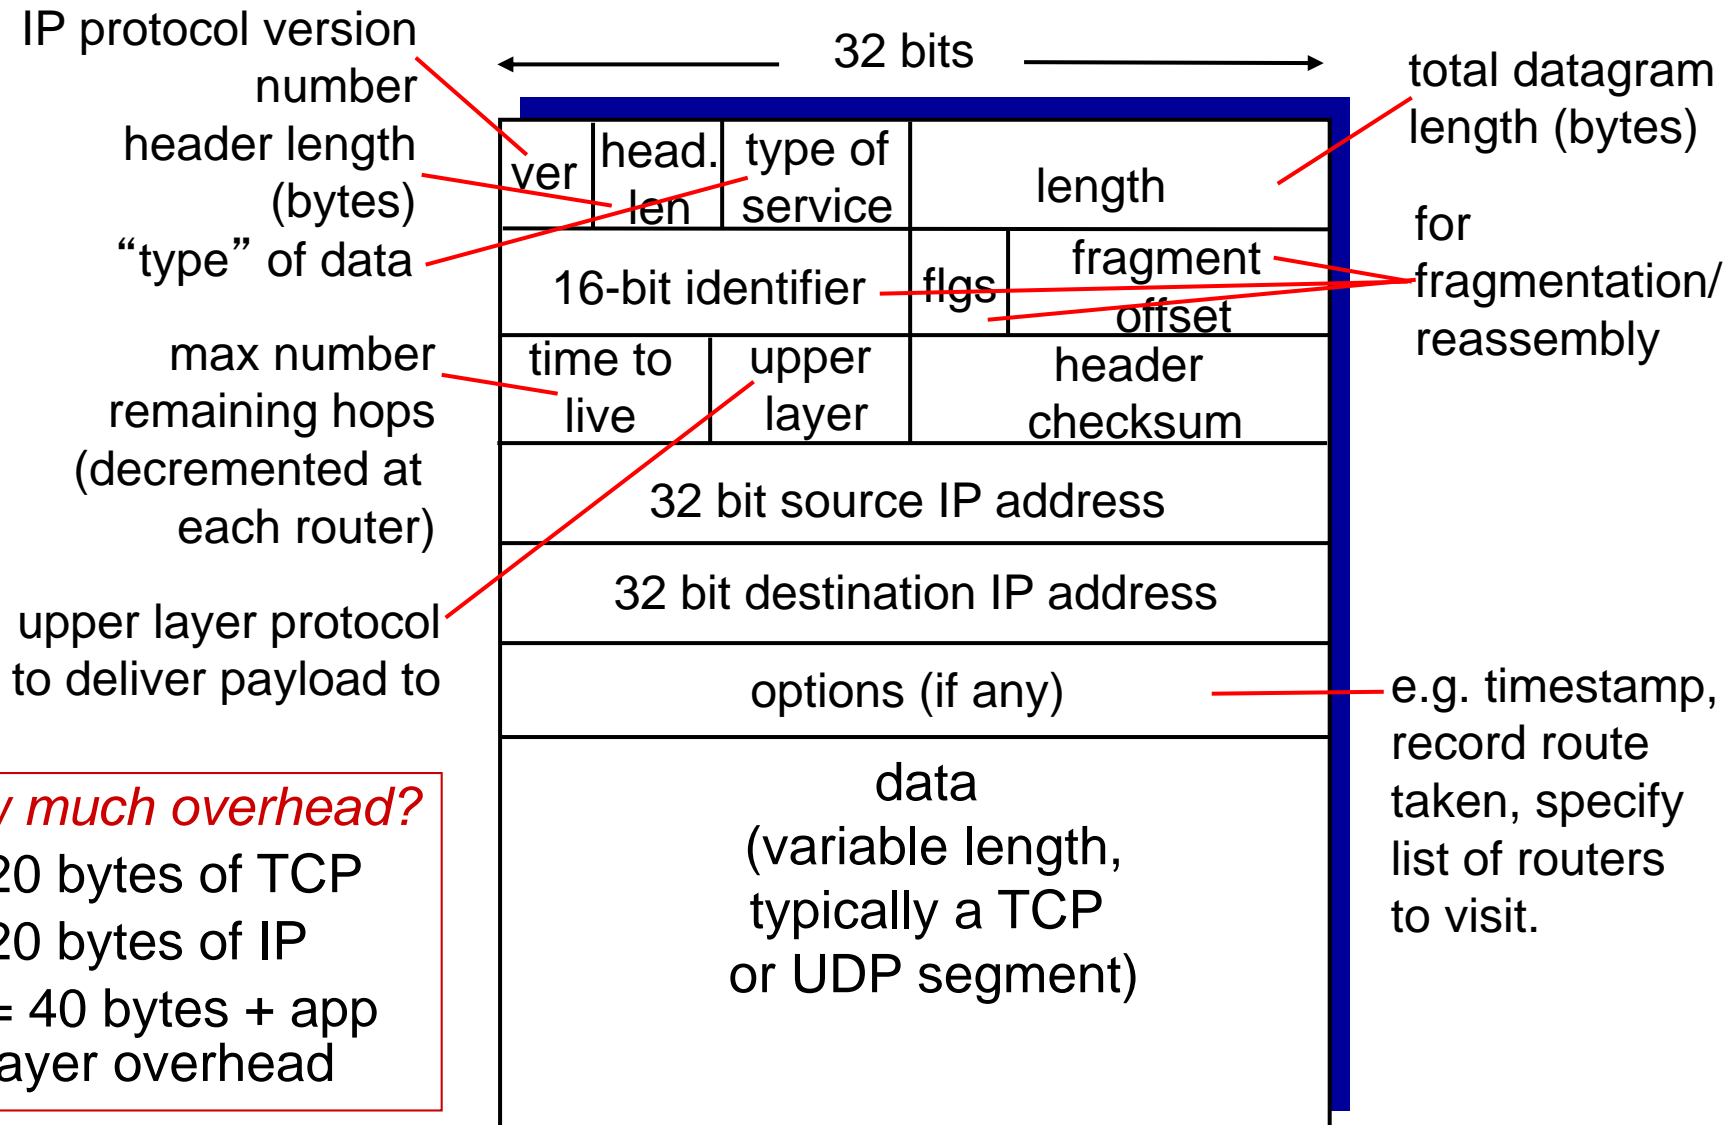 IP protocol version
number
header length
(bytes)
“type” of data
max number
remaining hops
(decremented at
each router)
upper layer protocol
to deliver payload to
32 bits
ver
head.
len
type of
service
length
16-bit identifier
flgs
fragment
offset
time to
live
upper
layer
header
checksum
32 bit source IP address
32 bit destination IP address
options (if any)
data
(variable length,
typically a TCP
or UDP segment)
total datagram
length (bytes)
for
fragmentation/
reassembly
e.g. timestamp,
record route
taken, specify
list of routers
to visit.
much overhead?
20 bytes of TCP
20 bytes of IP
= 40 bytes + app
ayer overhead